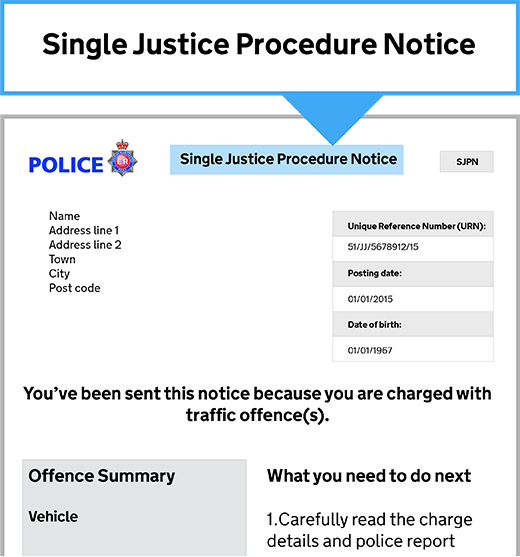 Single Justice Procedure Notice
POLICE
Single Justice Procedure Notice
SJPN
Name
Address line 1
Address line 2
Town
City
Post code
Unique Reference Number (URN):
51/JJ/5678912/15
Posting date:
01/01/2015
Date of birth:
01/01/1967
You’ve been sent this notice because you are charged with
traffic offence(s).
Offence Summary
Vehicle
What you need to do next
1.Carefully read the charge
details and police report